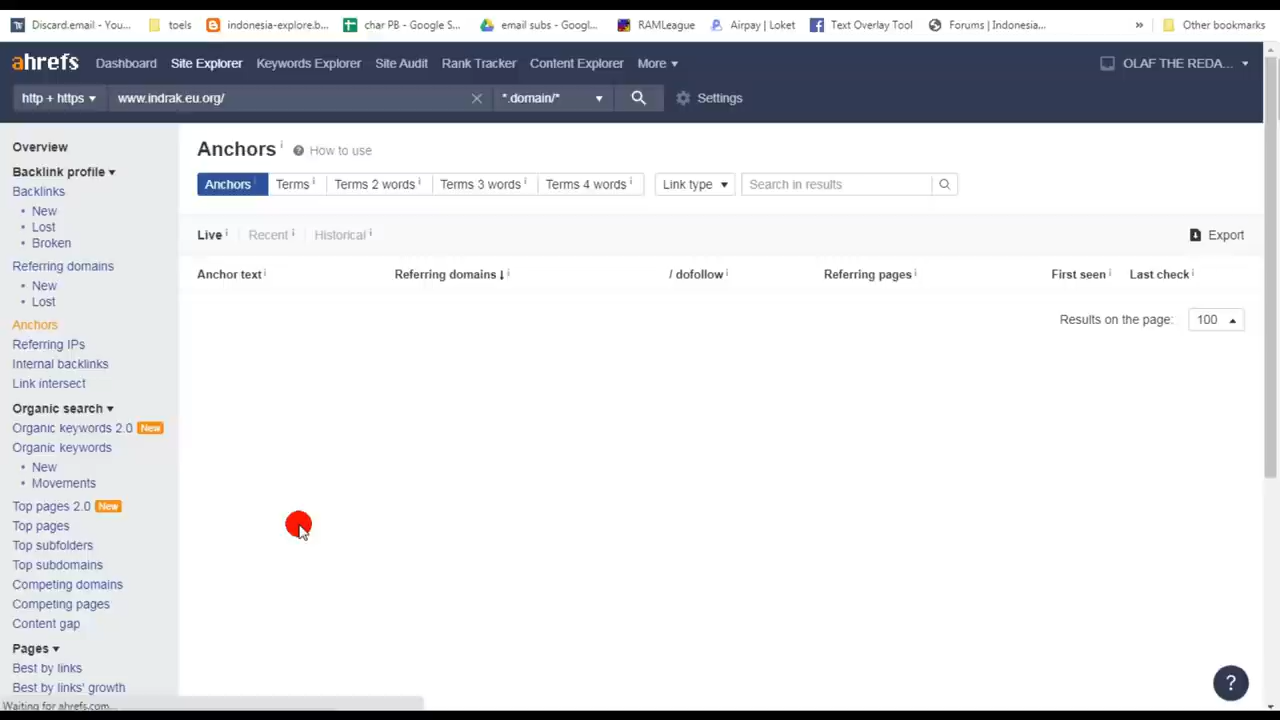 Discard.email - You... toels indonesia-explore.b... char PB - Google S... email subs - Googl... RAMLeague Airpay | Loket Text Overlay Tool Forums | Indonesia... » Other bookmarks
ahrefs Dashboard Site Explorer Keywords Explorer Site Audit Rank Tracker Content Explorer More OLAF THE REDA...
http + https www.indrak.eu.org/ *.domain/* Settings
Overview
Backlink profile
Backlinks
• New
• Lost
• Broken
Referring domains
• New
• Lost
Anchors
Referring IPs
Internal backlinks
Link intersect
Organic search
Organic keywords 2.0 New
Organic keywords
• New
• Movements
Top pages 2.0 New
Top pages
Top subfolders
Top subdomains
Competing domains
Competing pages
Content gap
Pages
Best by links
Best by links' growth
Waiting for ahrefs.com...
Anchors i ? How to use
Anchors i Terms i Terms 2 words i Terms 3 words i Terms 4 words i Link type Search in results
Live i Recent i Historical i Export
Anchor text i Referring domains ↓ i / dofollow i Referring pages i First seen i Last check i
Results on the page: 100
?